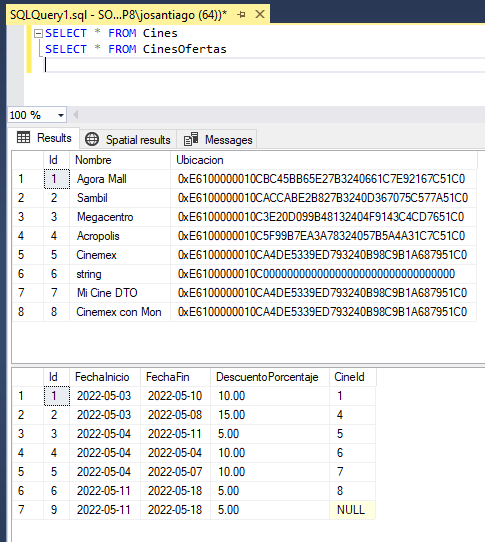 SQLQuery1.sql - SO...P8\josantiago (64))*
SELECT * FROM Cines
SELECT * FROM CinesOfertas
100 %
Results Spatial results Messages
Id Nombre Ubicacion
1 1 Agora Mall 0xE6100000010CBC45BB65E27B3240661C7E92167C51C0
2 2 Sambil 0xE6100000010CACCABE2B827B3240D367075C577A51C0
3 3 Megacentro 0xE6100000010C3E20D099B48132404F9143C4CD7651C0
4 4 Acropolis 0xE6100000010C5F99B7EA3A78324057B5A4A31C7C51C0
5 5 Cinemex 0xE6100000010CA4DE5339ED793240B98C9B1A687951C0
6 6 string 0xE6100000010C00000000000000000000000000000000
7 7 Mi Cine DTO 0xE6100000010CA4DE5339ED793240B98C9B1A687951C0
8 8 Cinemex con Mon 0xE6100000010CA4DE5339ED793240B98C9B1A687951C0
Id FechaInicio FechaFin DescuentoPorcentaje CineId
1 1 2022-05-03 2022-05-10 10.00 1
2 2 2022-05-03 2022-05-08 15.00 4
3 3 2022-05-04 2022-05-11 5.00 5
4 4 2022-05-04 2022-05-04 10.00 6
5 5 2022-05-04 2022-05-07 10.00 7
6 6 2022-05-11 2022-05-18 5.00 8
7 9 2022-05-11 2022-05-18 5.00 NULL